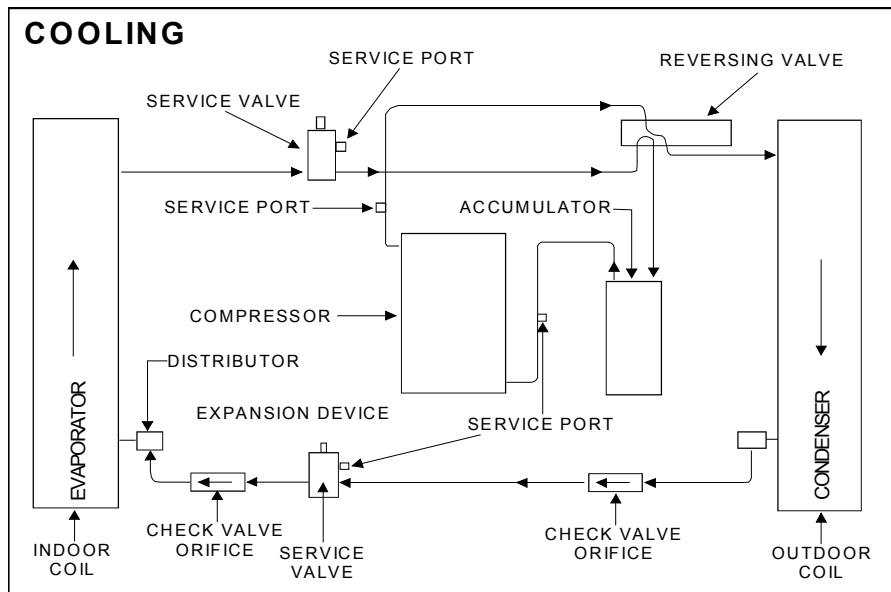 COOLING
SERVICE PORT
REVERSING VALVE
SERVICE VALVE
SERVICE PORT
ACCUMULATOR
COMPRESSOR
DISTRIBUTOR
EXPANSION DEVICE
SERVICE PORT
EVAPORATOR
CONDENSER
INDOOR
COIL
CHECK VALVE
ORIFICE
SERVICE
VALVE
CHECK VALVE
ORIFICE
OUTDOOR
COIL